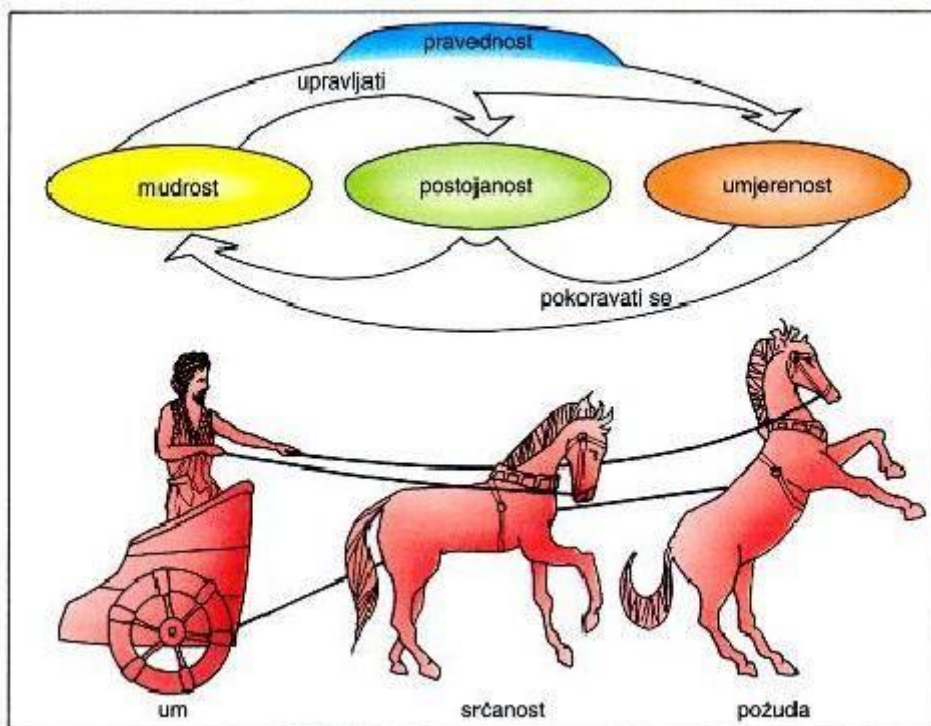 pravednost
upravljati
mudrost
postojanost
umjerenost
pokoravati se
um
srčanost
požuda